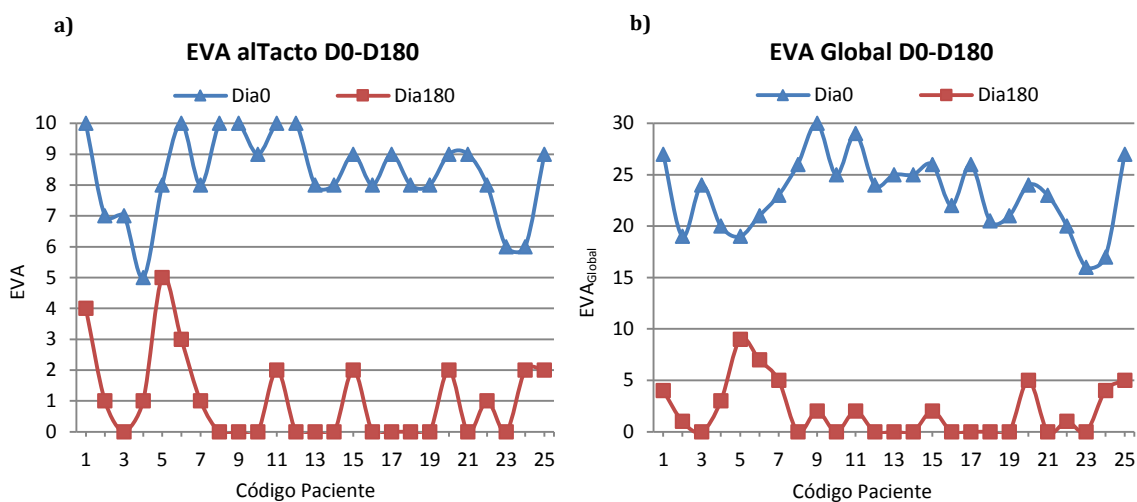 a)
EVA alTacto D0-D180
Dia0 Dia180
10
9
8
7
6
5
4
3
2
1
0
EVA
1 3 5 7 9 11 13 15 17 19 21 23 25
Código Paciente
b)
EVA Global D0-D180
Dia0 Dia180
30
25
20
15
10
5
0
EVAGlobal
1 3 5 7 9 11 13 15 17 19 21 23 25
Código Paciente